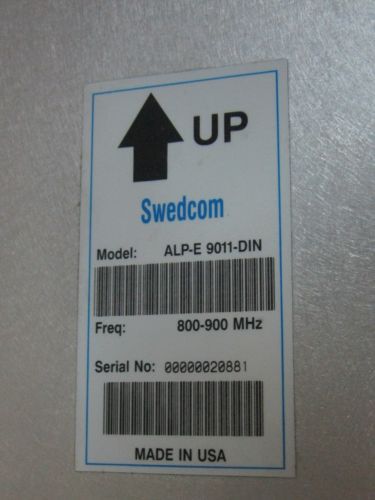 UP
Swedcom
Model: ALP-E 9011-DIN
Freq: 800-900 MHz
Serial No: 00000020881
MADE IN USA